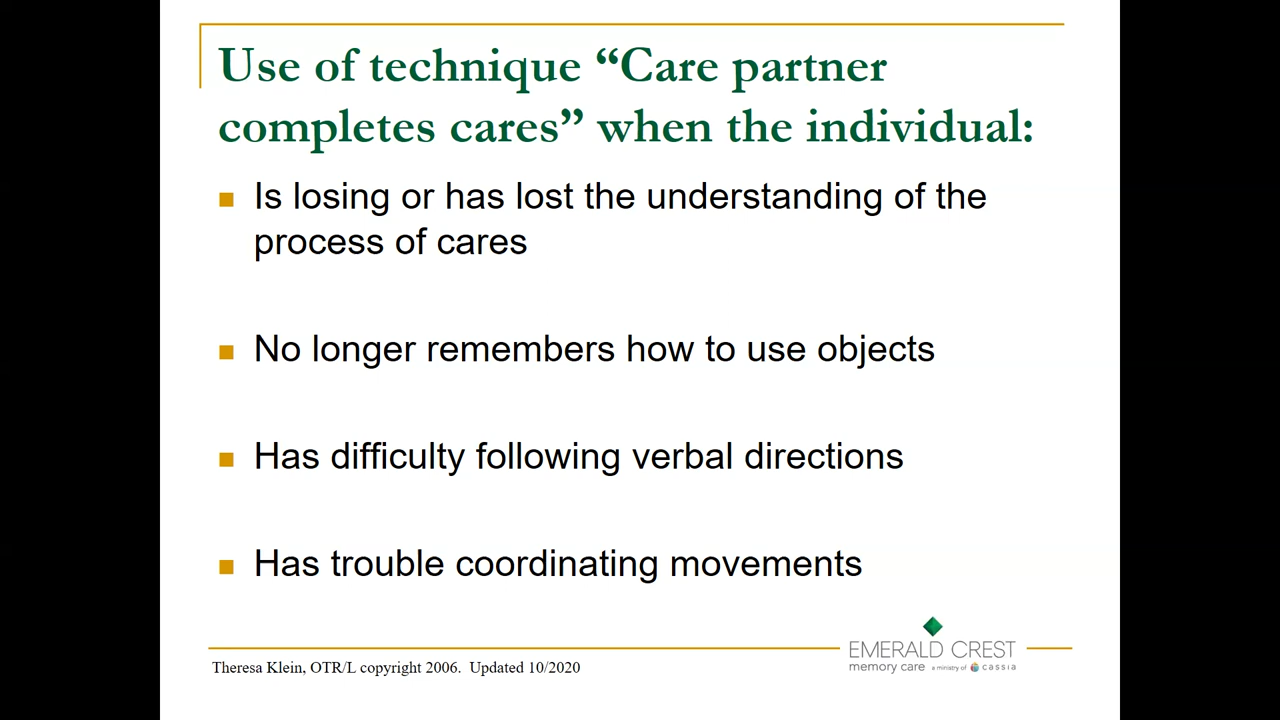 Use of technique “Care partner
completes cares” when the individual:
Is losing or has lost the understanding of the
process of cares
No longer remembers how to use objects
Has difficulty following verbal directions
Has trouble coordinating movements
Theresa Klein, OTR/L copyright 2006.  Updated 10/2020
EMERALD CREST
memory care a ministry of cassia